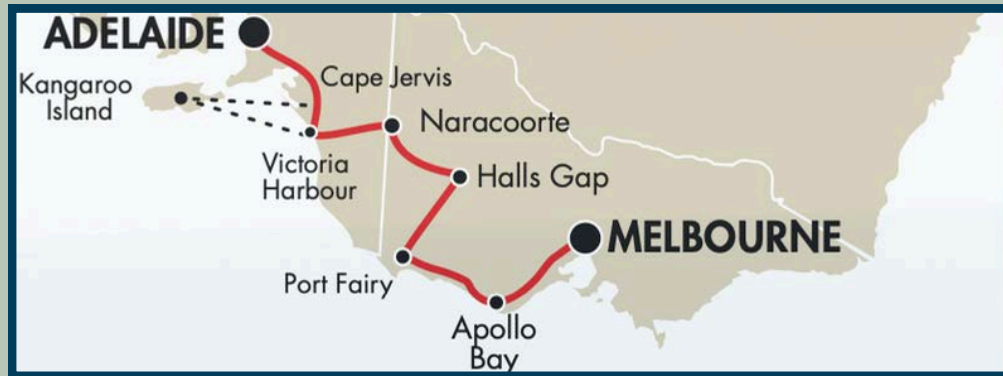 ADELAIDE
Kangaroo
Island
Cape Jervis
Naracoorte
Victoria
Harbour
Halls Gap
MELBOURNE
Port Fairy
Apollo
Bay